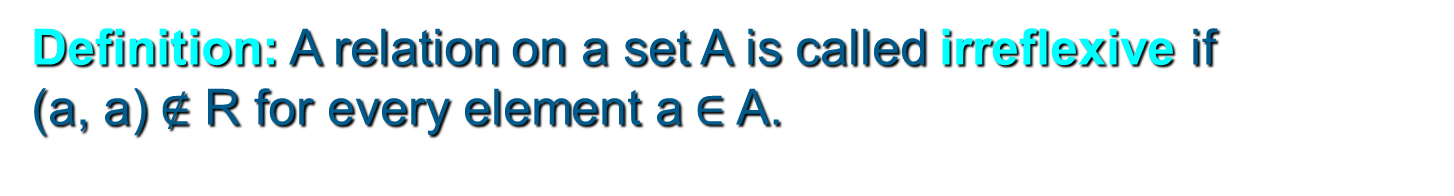 Definition: A relation on a set A is called irreflexive if
(a, a) ∉ R for every element a ∈ A.